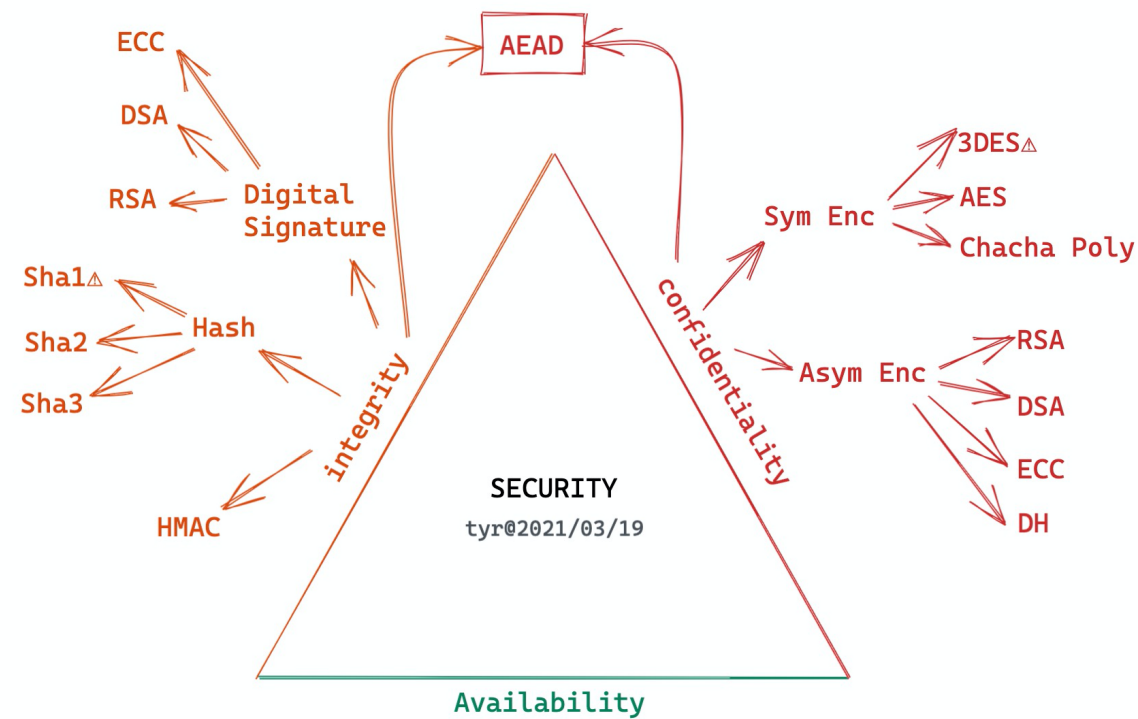 AEAD
ECC
DSA
RSA
Digital
Signature
Sha1⚠
Sha2
Sha3
Hash
HMAC
integrity
confidentiality
Sym Enc
3DES⚠
AES
Chacha Poly
Asym Enc
RSA
DSA
ECC
DH
SECURITY
tyr@2021/03/19
Availability